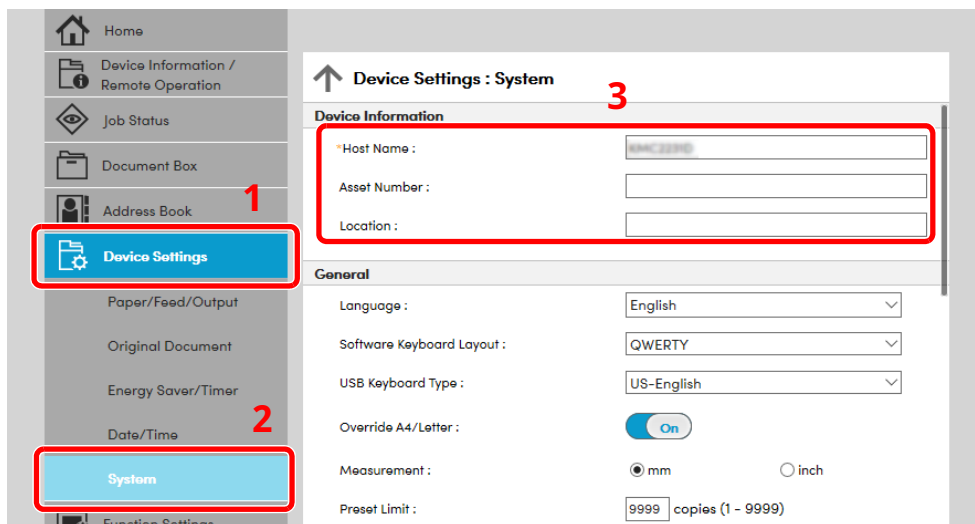 Home
Device Information /
Remote Operation
Job Status
Document Box
Address Book
1
Device Settings
Paper/Feed/Output
Original Document
Energy Saver/Timer
Date/Time
2
System
Function Settings
Device Settings : System
3
Device Information
*Host Name :
Asset Number :
Location :
General
Language : English
Software Keyboard Layout : QWERTY
USB Keyboard Type : US-English
Override A4/Letter : On
Measurement : mm inch
Preset Limit : 9999 copies (1 - 9999)